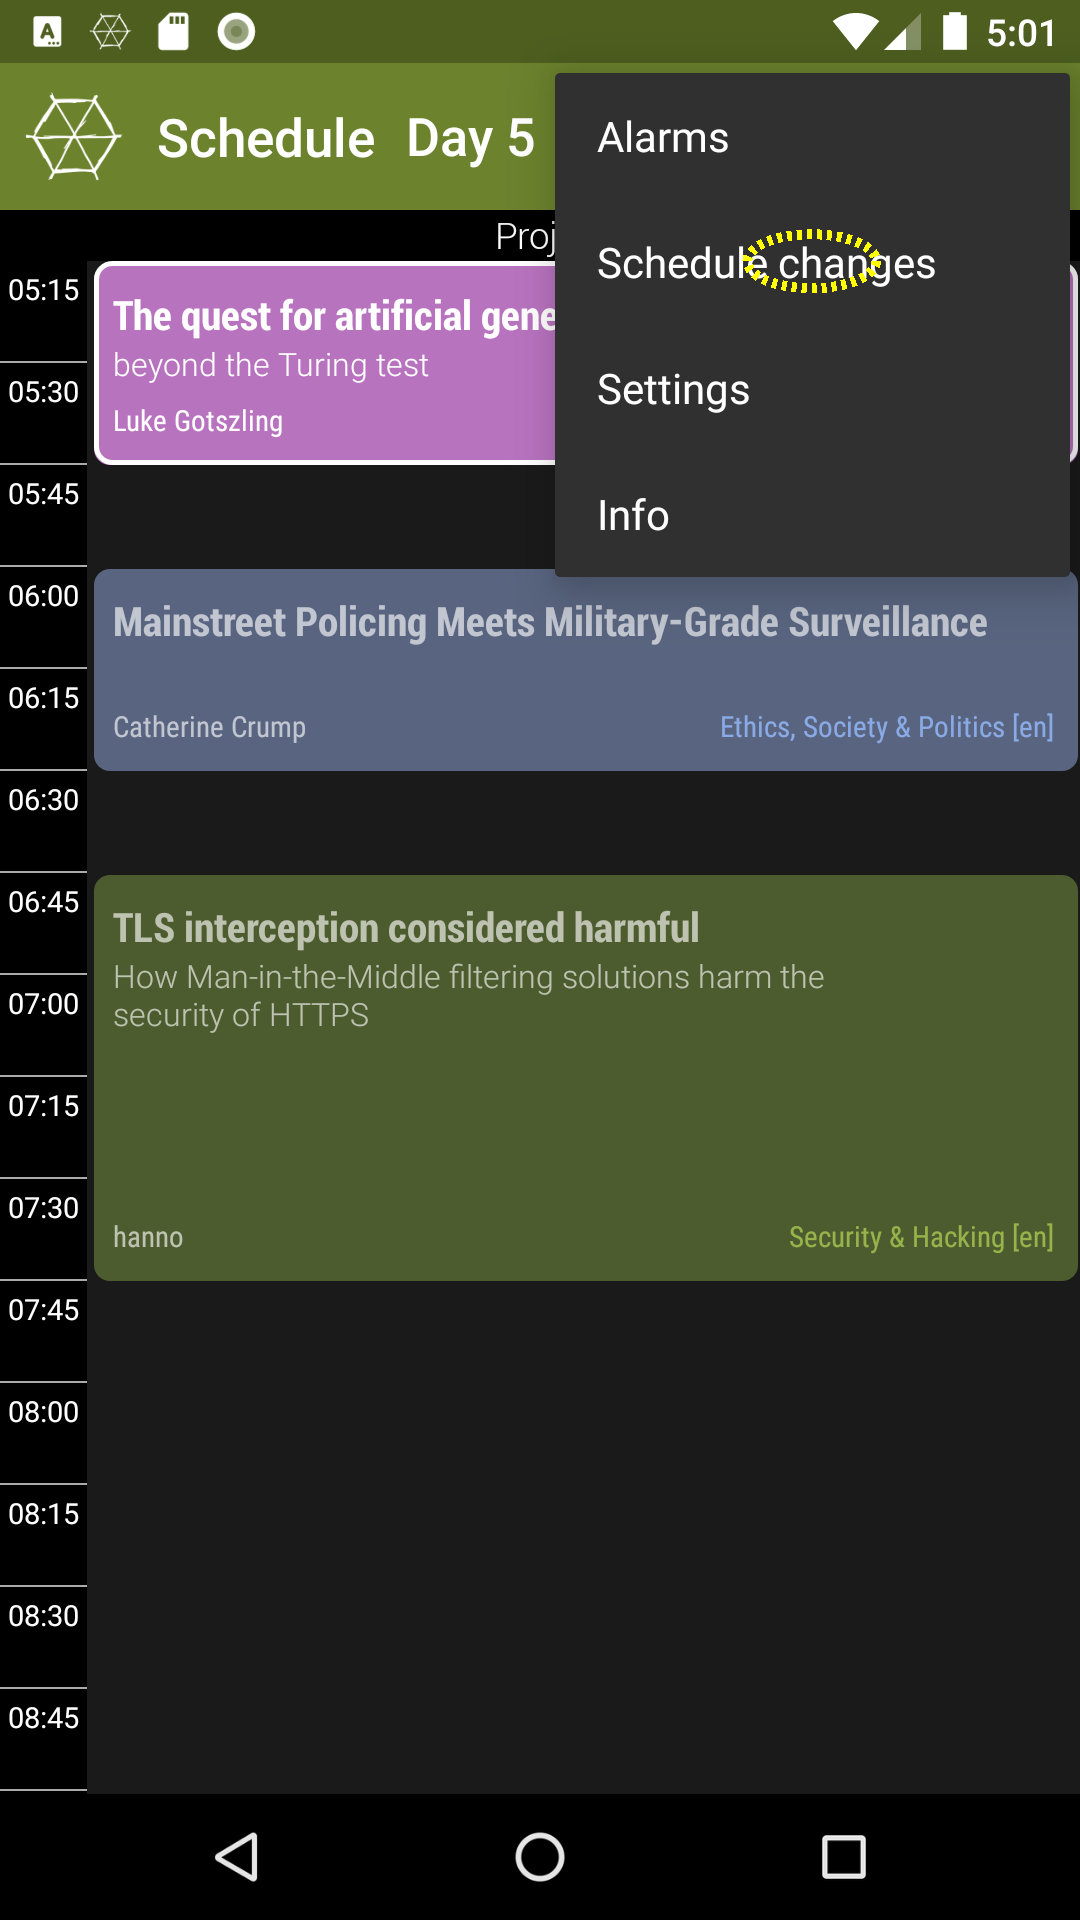 5:01
Schedule Day 5
Alarms
Schedule changes
Settings
Info
Proj
05:15
The quest for artificial gene
beyond the Turing test
05:30
Luke Gotszling
05:45
06:00
Mainstreet Policing Meets Military-Grade Surveillance
06:15
Catherine Crump
Ethics, Society & Politics [en]
06:30
06:45
TLS interception considered harmful
How Man-in-the-Middle filtering solutions harm the
security of HTTPS
07:00
07:15
07:30
hanno
Security & Hacking [en]
07:45
08:00
08:15
08:30
08:45